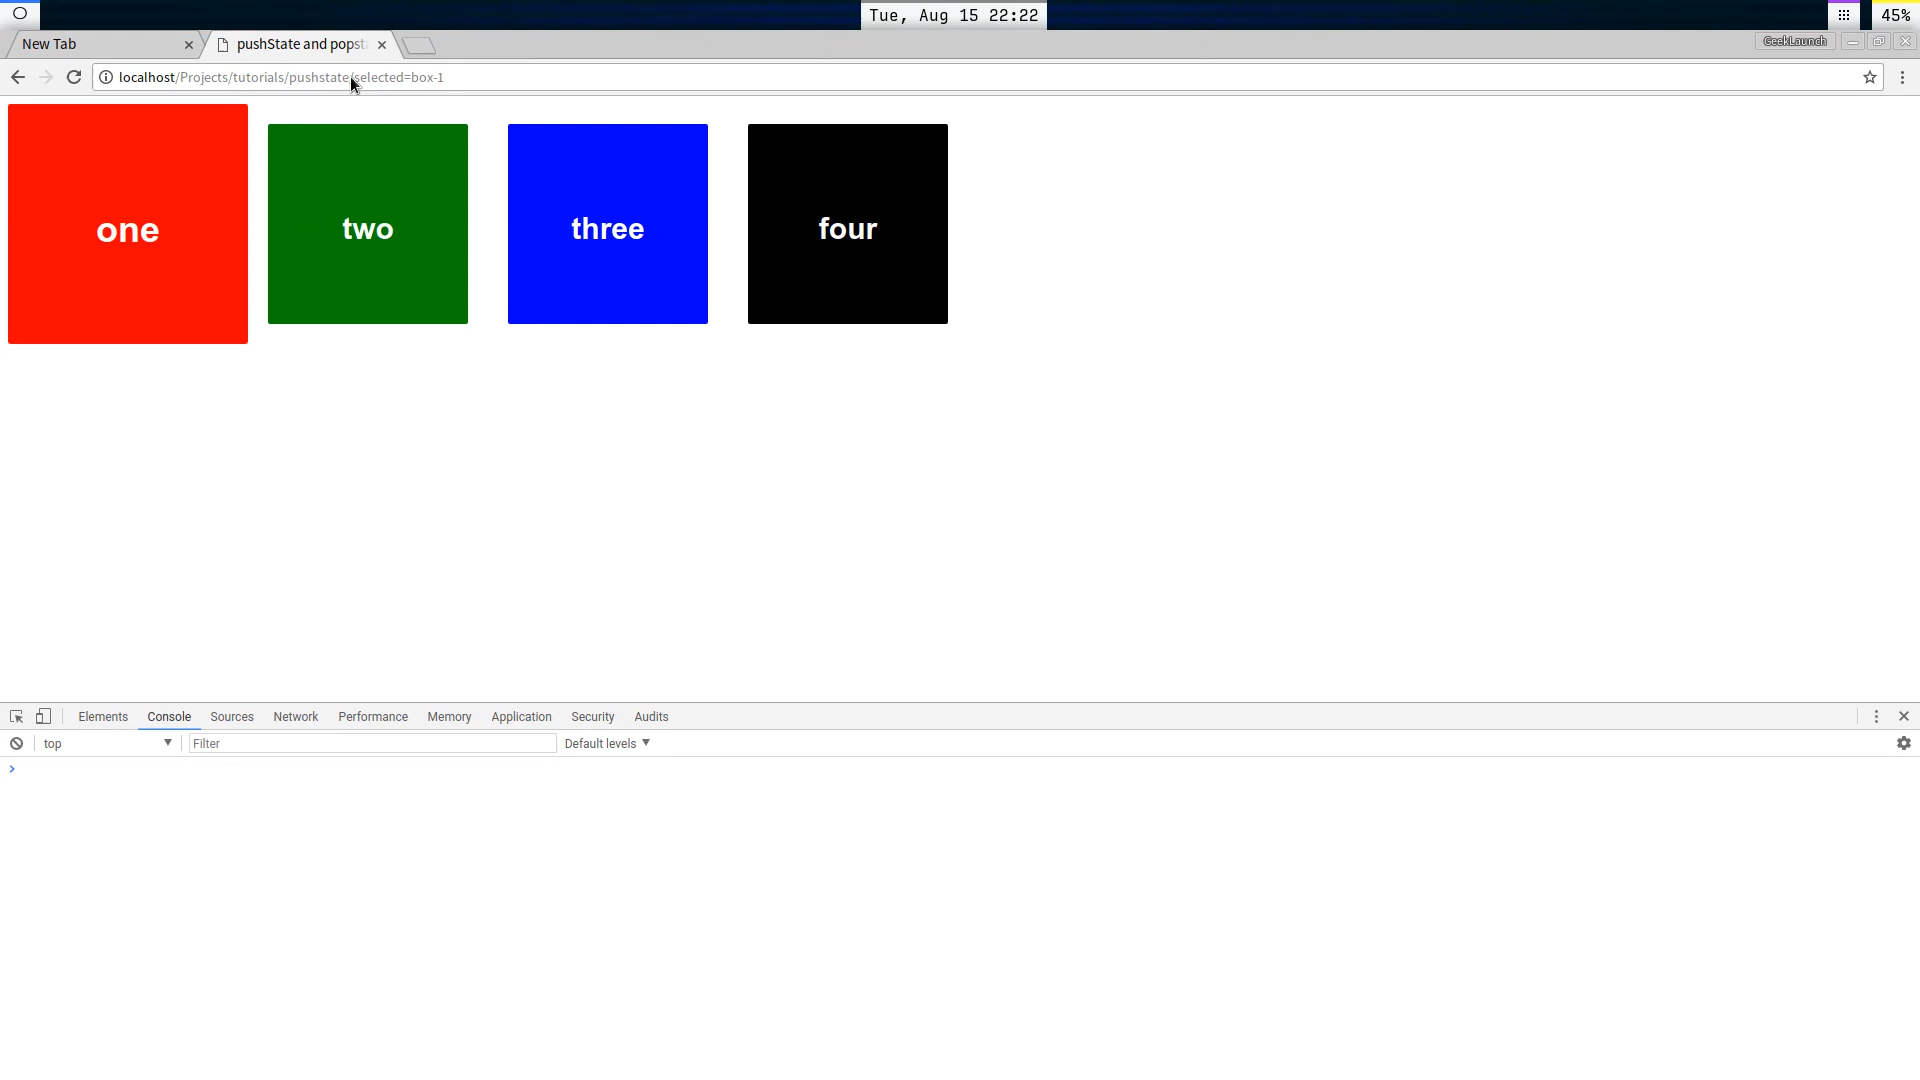 Tue, Aug 15 22:22
45%
New Tab
pushState and popst
GeekLaunch
localhost/Projects/tutorials/pushstate/selected=box-1
one
two
three
four
Elements Console Sources Network Performance Memory Application Security Audits
top
Filter
Default levels